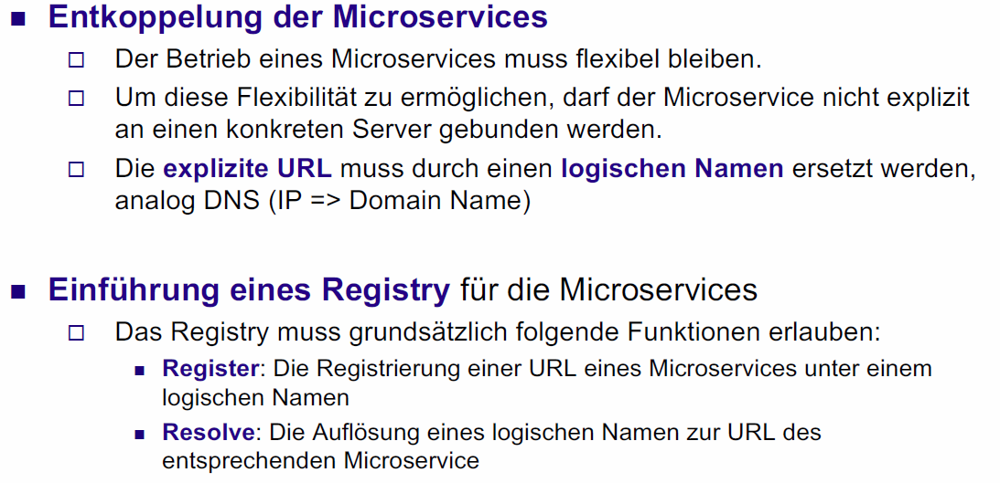 Entkoppelung der Microservices
Der Betrieb eines Microservices muss flexibel bleiben.
Um diese Flexibilität zu ermöglichen, darf der Microservice nicht explizit
an einen konkreten Server gebunden werden.
Die explizite URL muss durch einen logischen Namen ersetzt werden,
analog DNS (IP => Domain Name)
Einführung eines Registry für die Microservices
Das Registry muss grundsätzlich folgende Funktionen erlauben:
Register: Die Registrierung einer URL eines Microservices unter einem
logischen Namen
Resolve: Die Auflösung eines logischen Namen zur URL des
entsprechenden Microservice